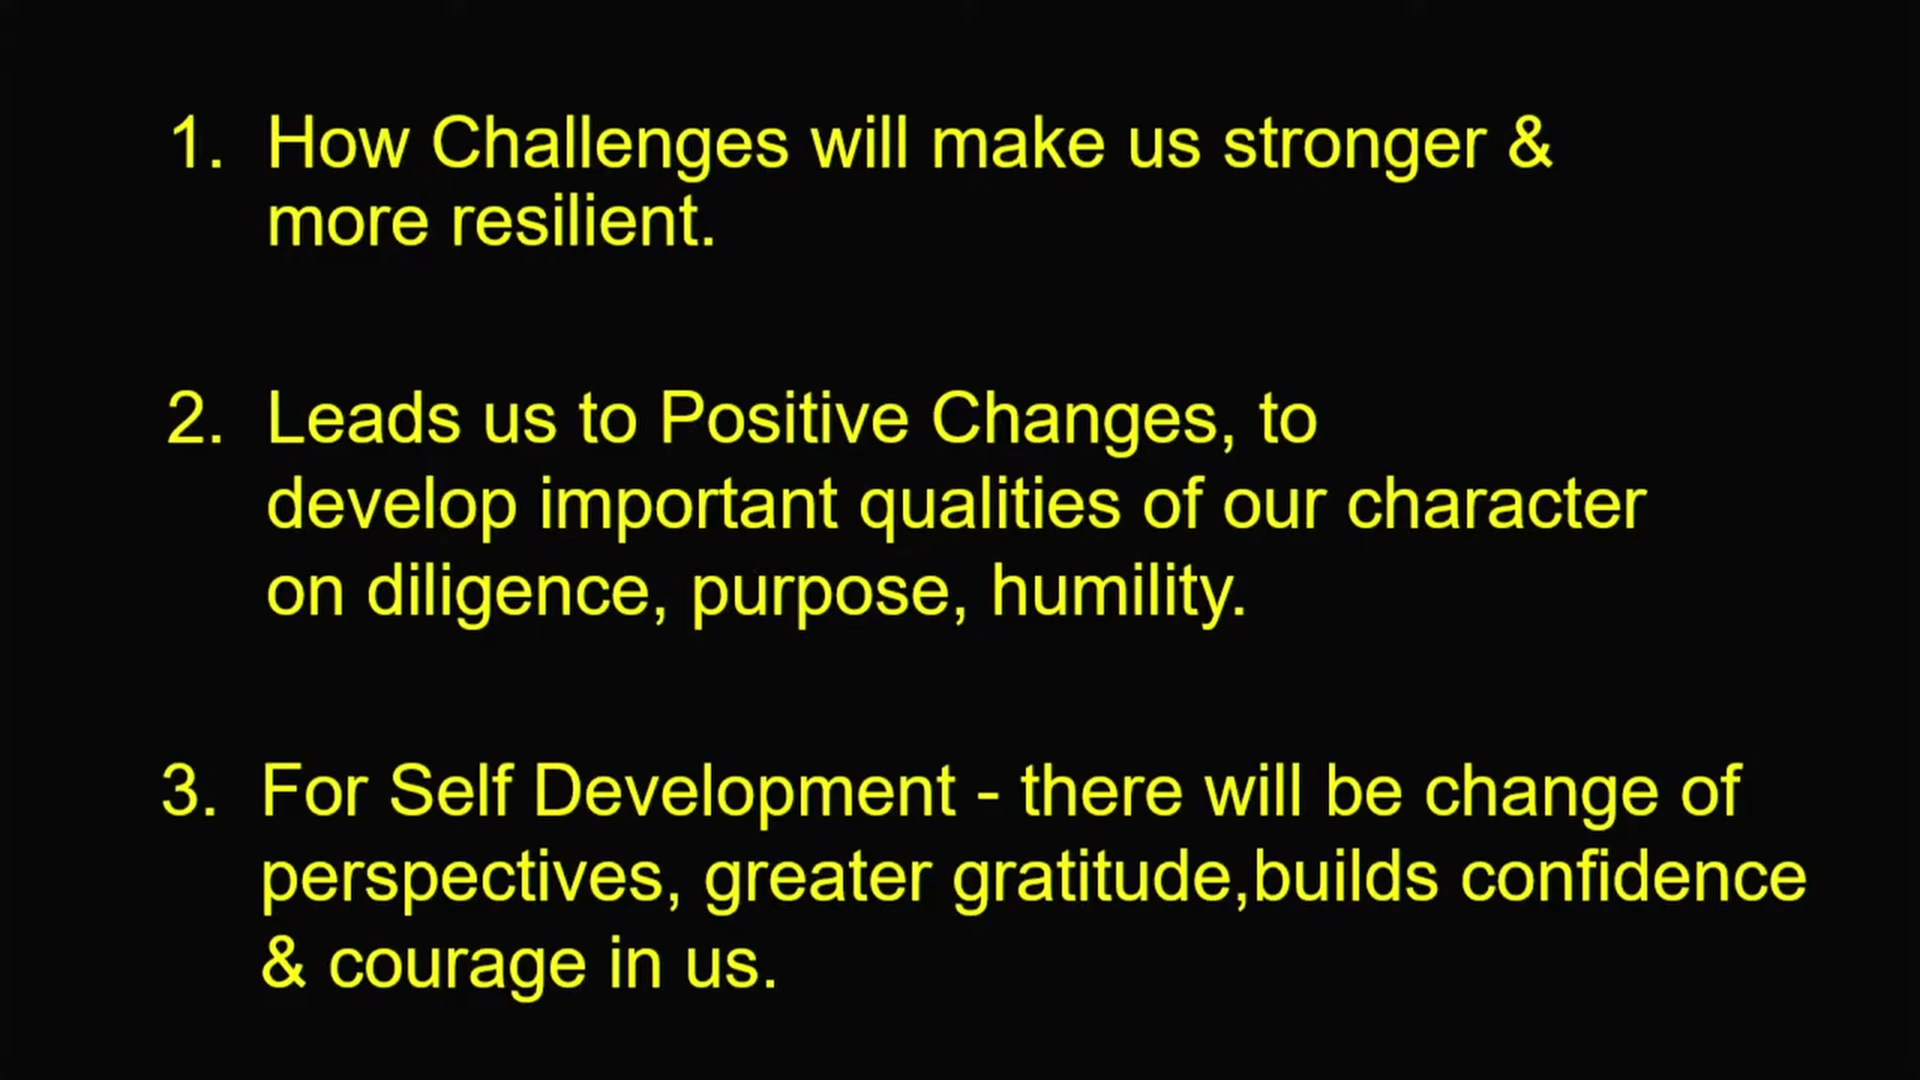 1. How Challenges will make us stronger &
more resilient.
2. Leads us to Positive Changes, to
develop important qualities of our character
on diligence, purpose, humility.
3. For Self Development - there will be change of
perspectives, greater gratitude,builds confidence
& courage in us.